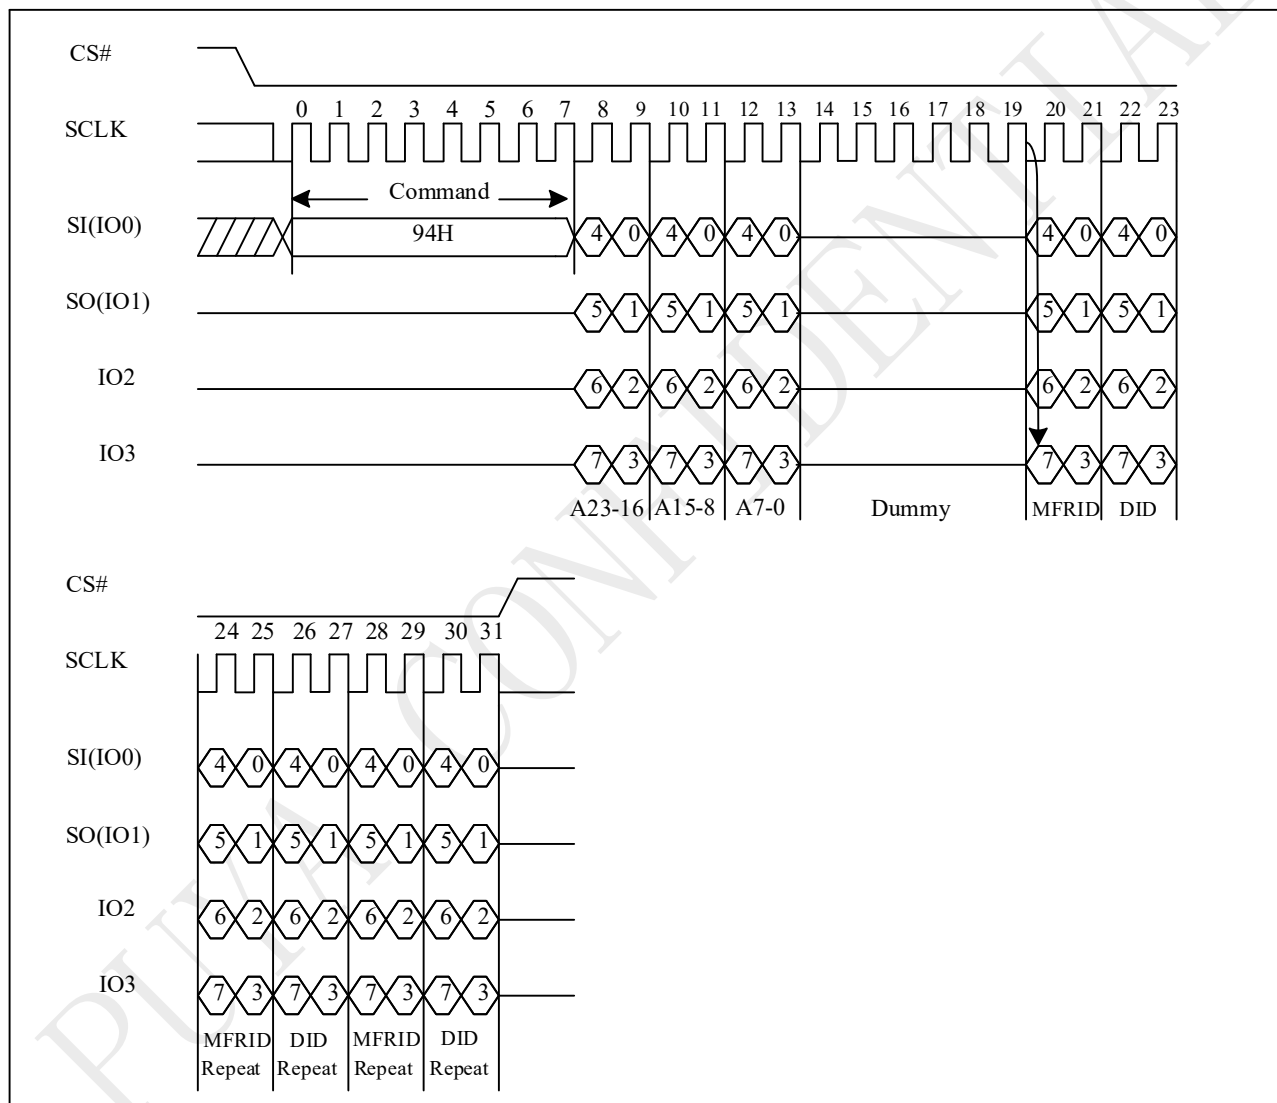 CS#
0 1 2 3 4 5 6 7 8 9 10 11 12 13 14 15 16 17 18 19 20 21 22 23
SCLK
Command
SI(IO0) 94H 4 0 4 0 4 0 4 0 4 0
SO(IO1) 5 1 5 1 5 1 5 1 5 1
IO2 6 2 6 2 6 2 6 2 6 2
IO3 7 3 7 3 7 3 7 3 7 3
A23-16 A15-8 A7-0 Dummy MFRID DID
CS#
24 25 26 27 28 29 30 31
SCLK
SI(IO0) 4 0 4 0 4 0 4 0
SO(IO1) 5 1 5 1 5 1 5 1
IO2 6 2 6 2 6 2 6 2
IO3 7 3 7 3 7 3 7 3
MFRID DID MFRID DID
Repeat Repeat Repeat Repeat
PUYA CONFIDENTIAL